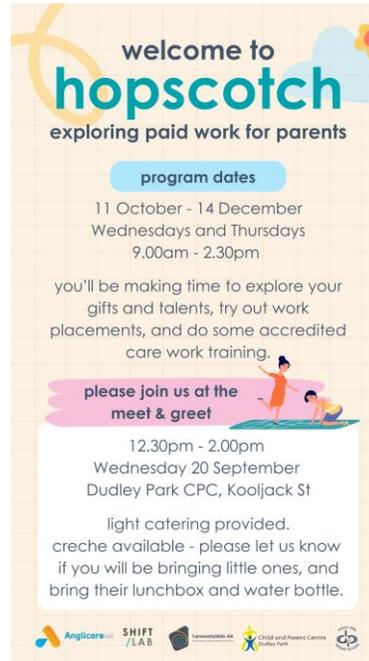 welcome to
hopscotch
exploring paid work for parents
program dates
11 October - 14 December
Wednesdays and Thursdays
9.00am - 2.30pm
you'll be making time to explore your
gifts and talents, try out work
placements, and do some accredited
care work training.
please join us at the
meet & greet
12.30pm - 2.00pm
Wednesday 20 September
Dudley Park CPC, Kooljack St
light catering provided.
creche available - please let us know
if you will be bringing little ones, and
bring their lunchbox and water bottle.
Anglicare WA
SHIFT
/LAB
CommunitySkills WA
Child and Parent Centre
Dudley Park